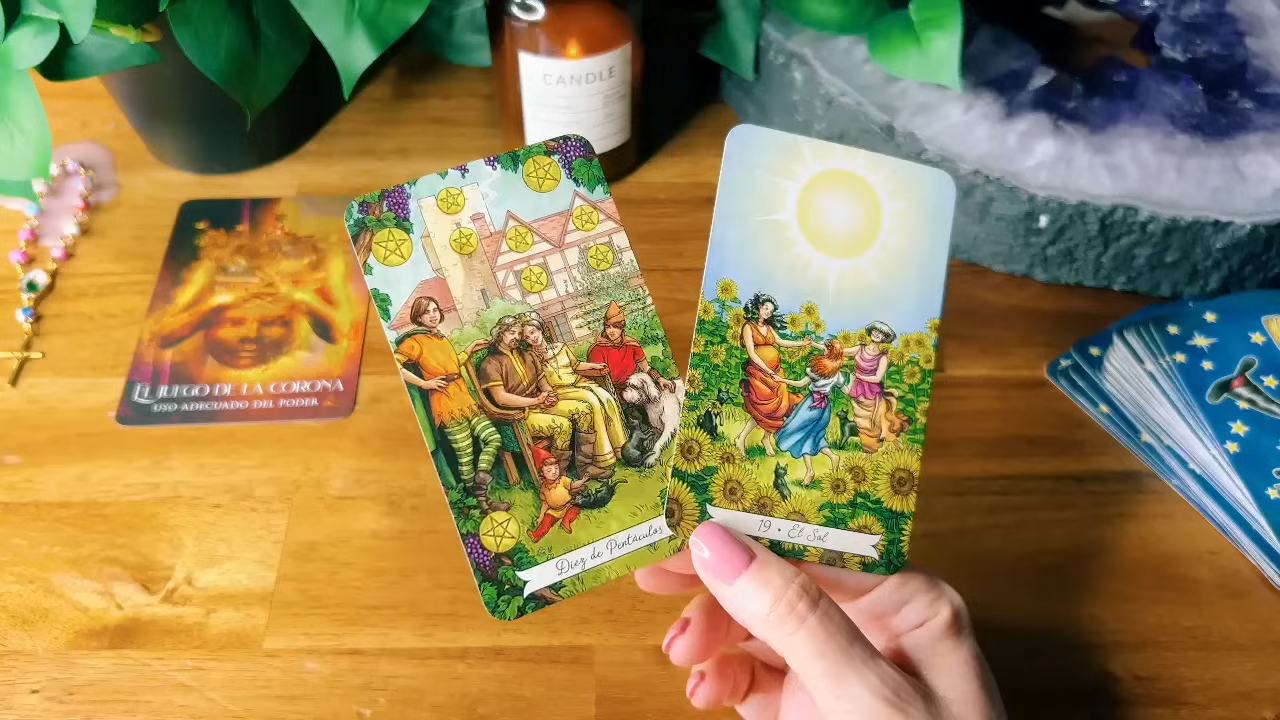 CANDLE
EL JUEGO DE LA CORONA
USO ADECUADO DEL PODER
Diez de Pentáculos
19 • El Sol